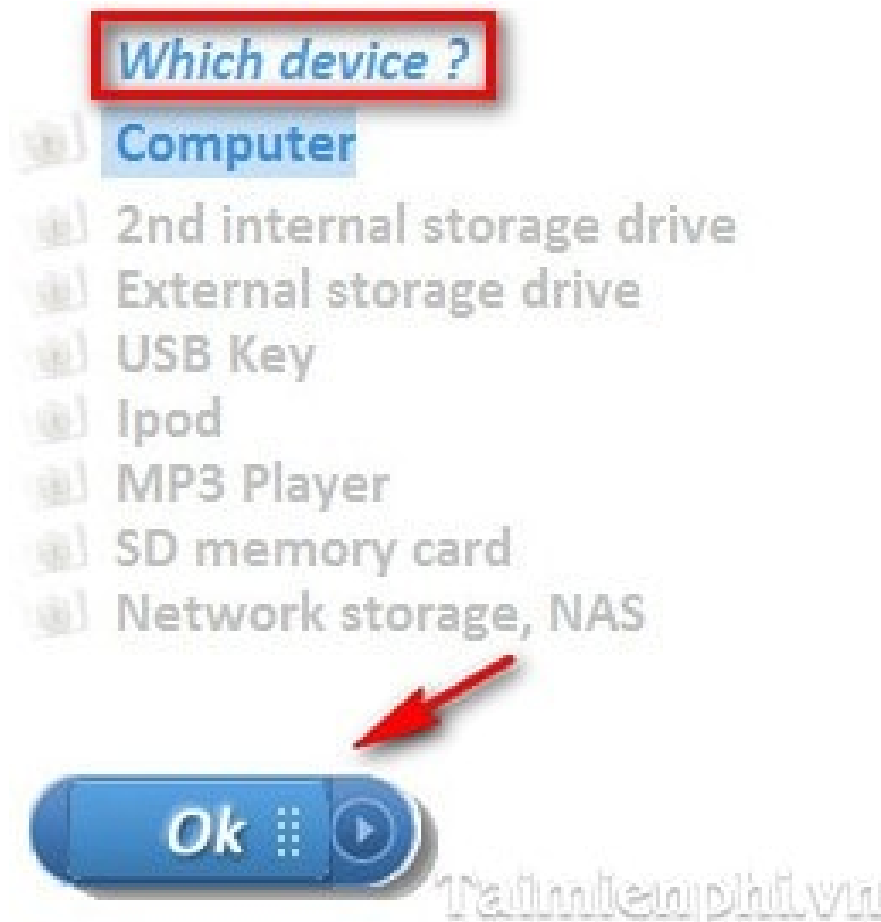 Which device ?
Computer
2nd internal storage drive
External storage drive
USB Key
Ipod
MP3 Player
SD memory card
Network storage, NAS
Ok
Taimienphi.vn